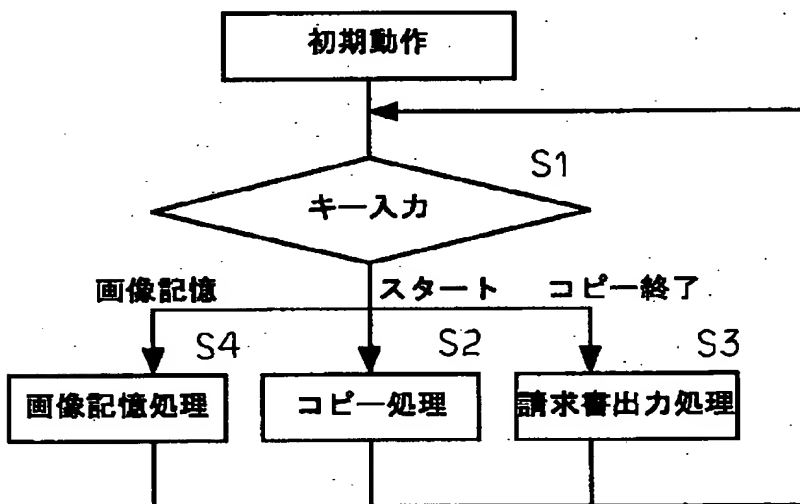 初期動作
S1
キー入力
画像記憶
スタート
コピー終了
S4
S2
S3
画像記憶処理
コピー処理
請求書出力処理